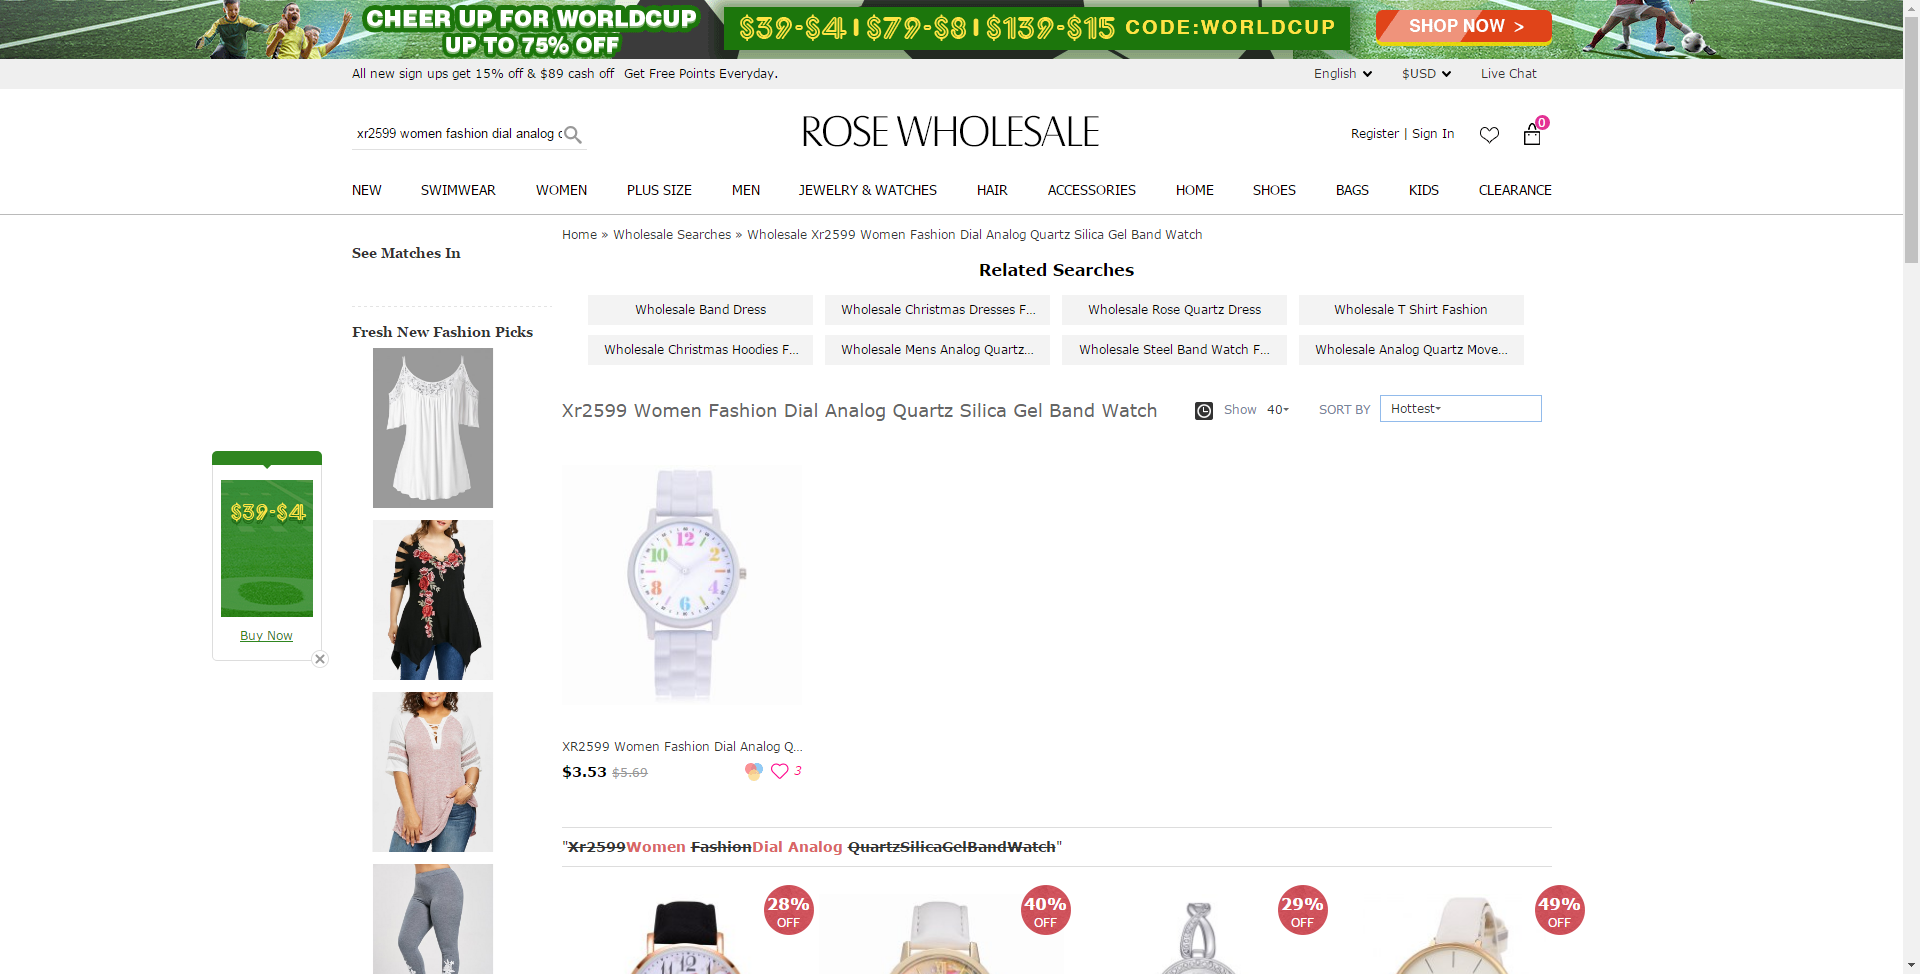 CHEER UP FOR WORLDCUP
UP TO 75% OFF
$39-$4 | $79-$8 | $139-$15 CODE:WORLDCUP
SHOP NOW >
All new sign ups get 15% off & $89 cash off Get Free Points Everyday.
English
$USD
Live Chat
xr2599 women fashion dial analog
ROSE WHOLESALE
Register | Sign In
0
NEW SWIMWEAR WOMEN PLUS SIZE MEN JEWELRY & WATCHES HAIR ACCESSORIES HOME SHOES BAGS KIDS CLEARANCE
Home » Wholesale Searches » Wholesale Xr2599 Women Fashion Dial Analog Quartz Silica Gel Band Watch
See Matches In
Related Searches
Wholesale Band Dress
Wholesale Christmas Dresses F...
Wholesale Rose Quartz Dress
Wholesale T Shirt Fashion
Wholesale Christmas Hoodies F...
Wholesale Mens Analog Quartz...
Wholesale Steel Band Watch F...
Wholesale Analog Quartz Move...
Fresh New Fashion Picks
Xr2599 Women Fashion Dial Analog Quartz Silica Gel Band Watch
Show 40
SORT BY Hottest
$39-$4
Buy Now
12
2
4
6
8
10
XR2599 Women Fashion Dial Analog Q...
$3.53 $5.69
3
"Xr2599Women FashionDial Analog QuartzSilicaGelBandWatch"
28% OFF
40% OFF
29% OFF
49% OFF